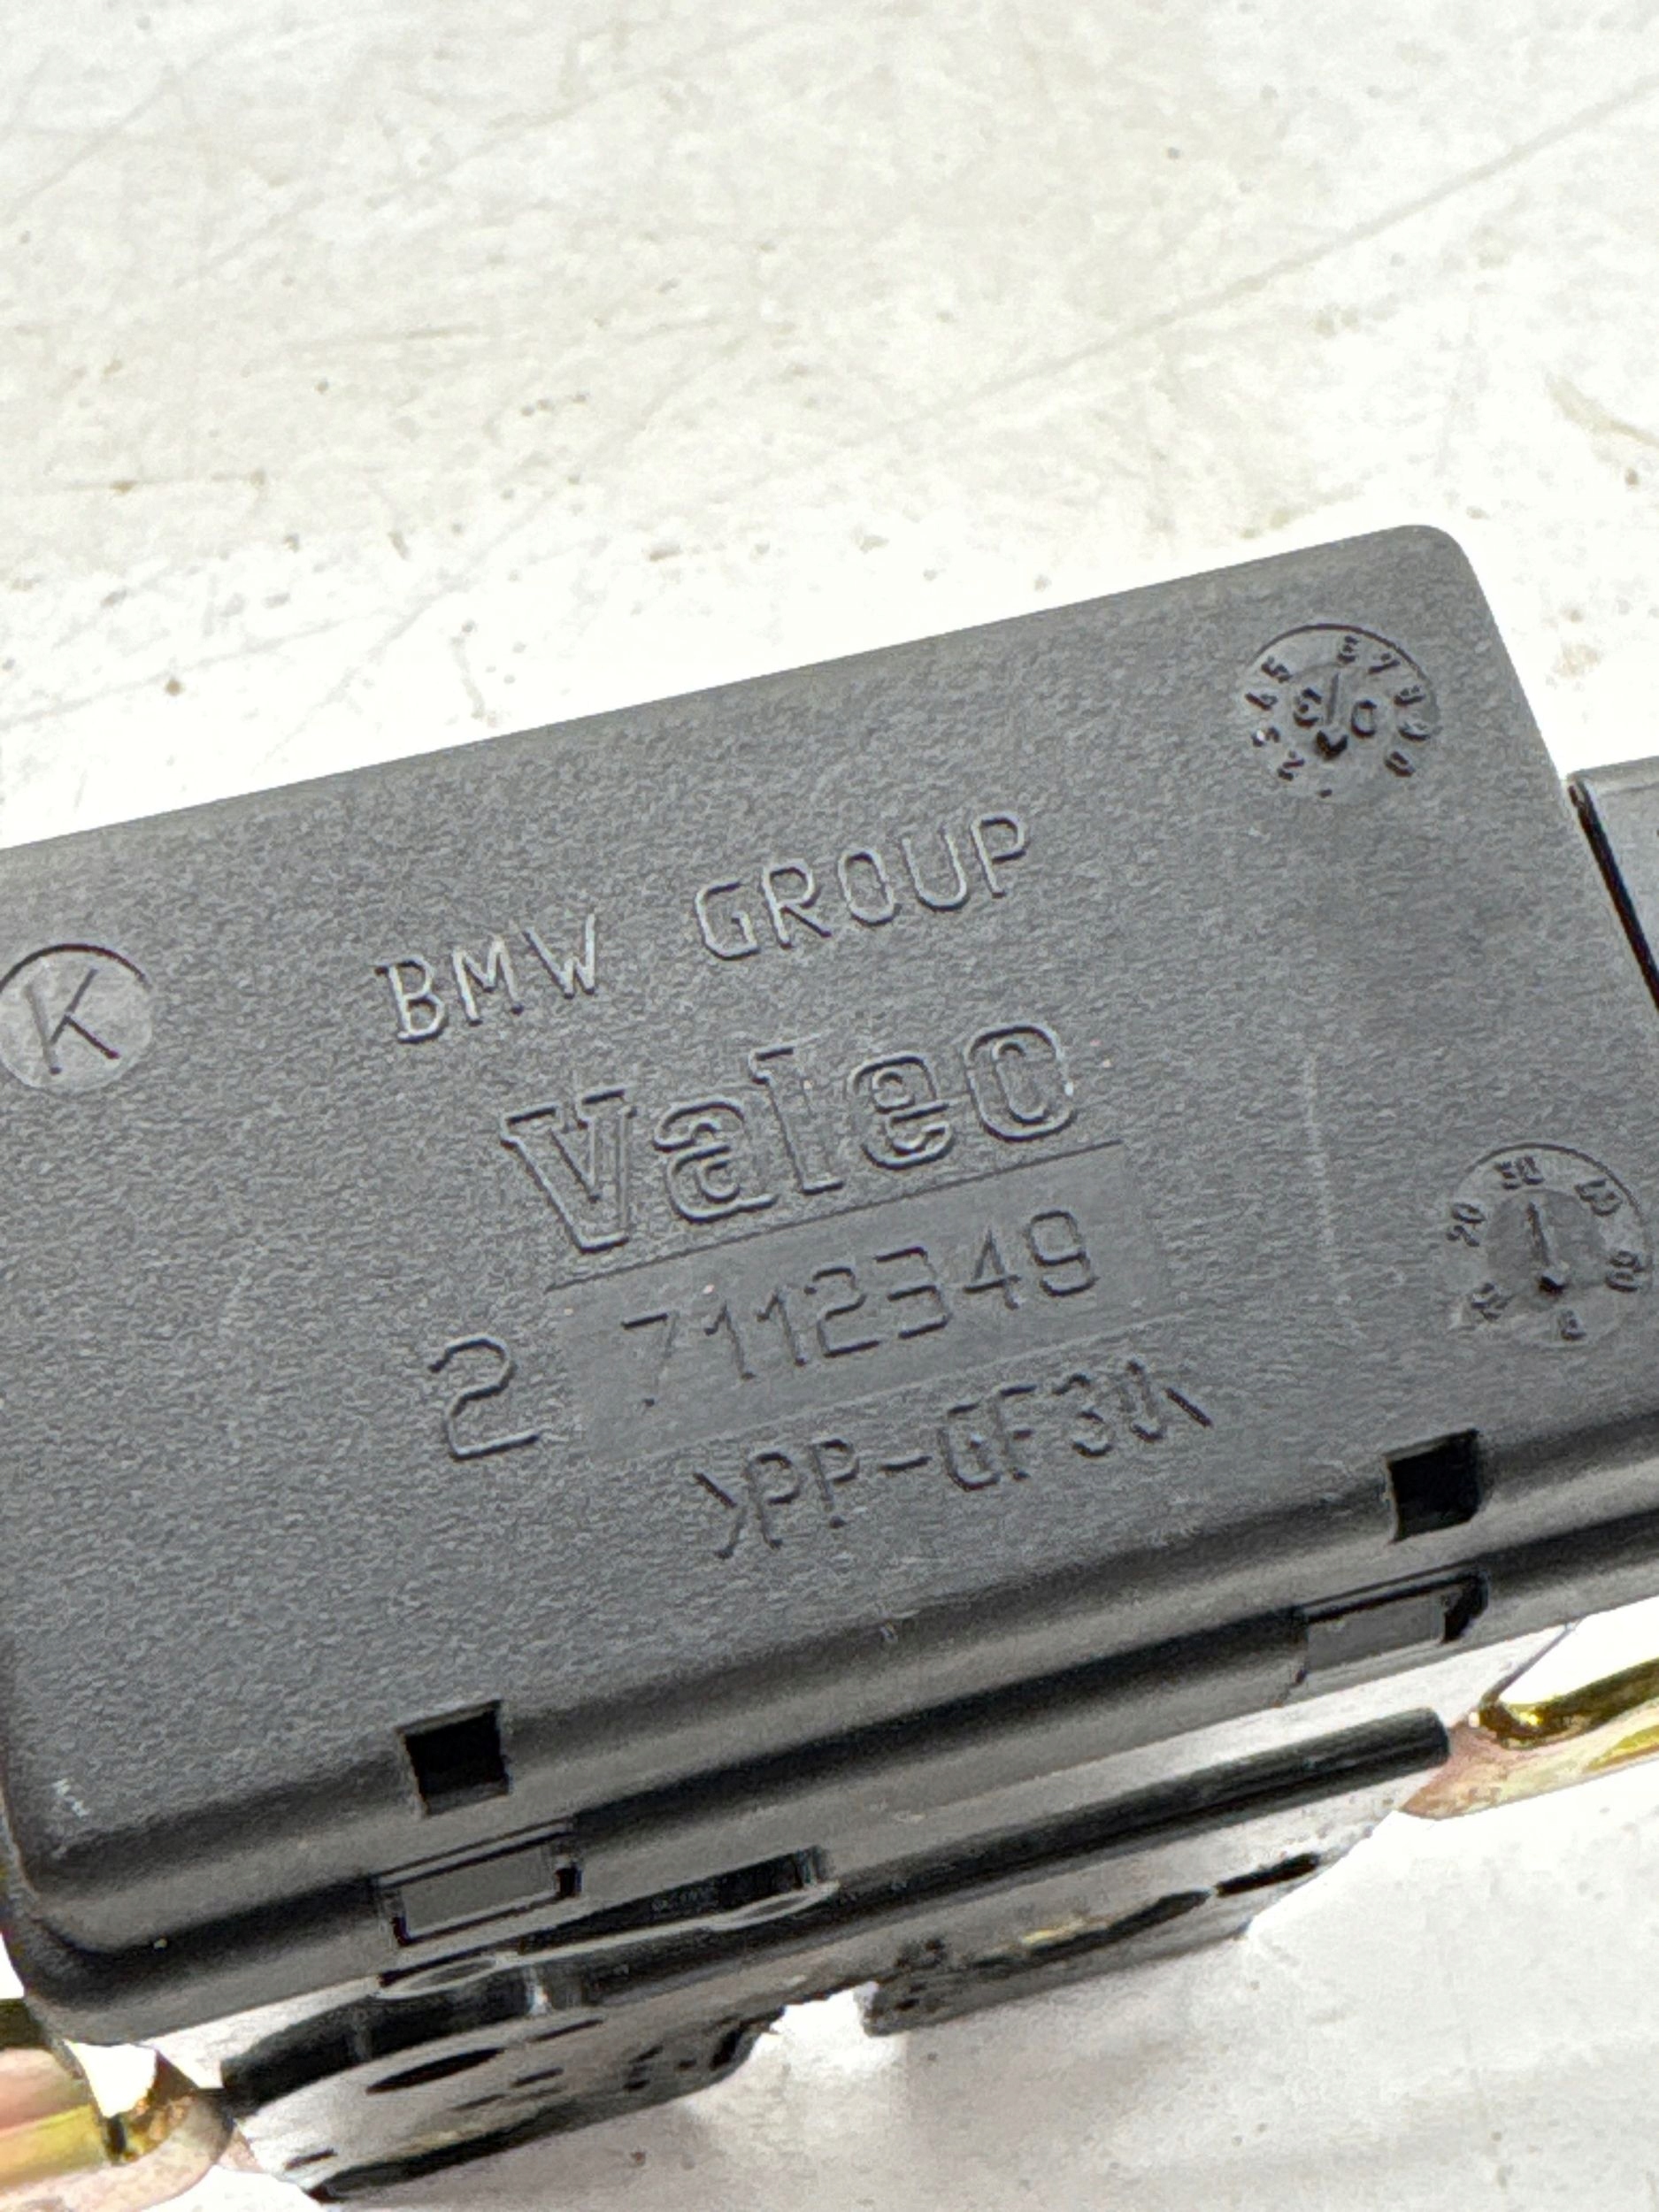 K
BMW GROUP
Valeo
2 7112349
>PP-GF30<